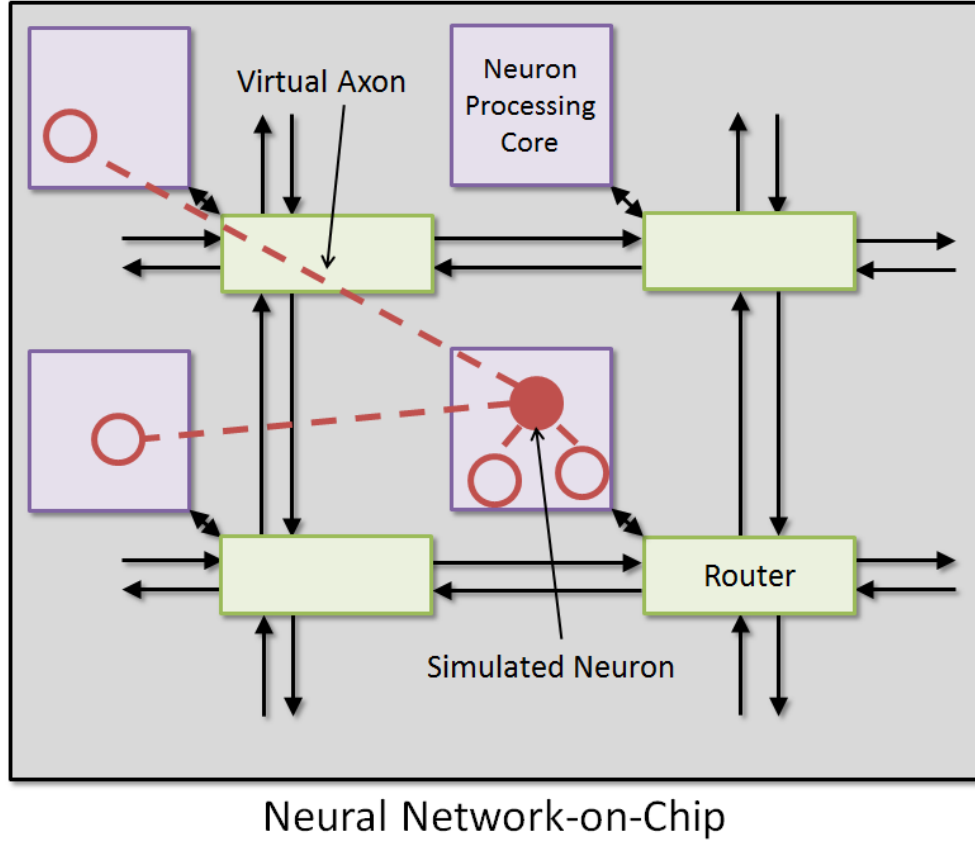 Virtual Axon
Neuron
Processing
Core
Router
Simulated Neuron
Neural Network-on-Chip